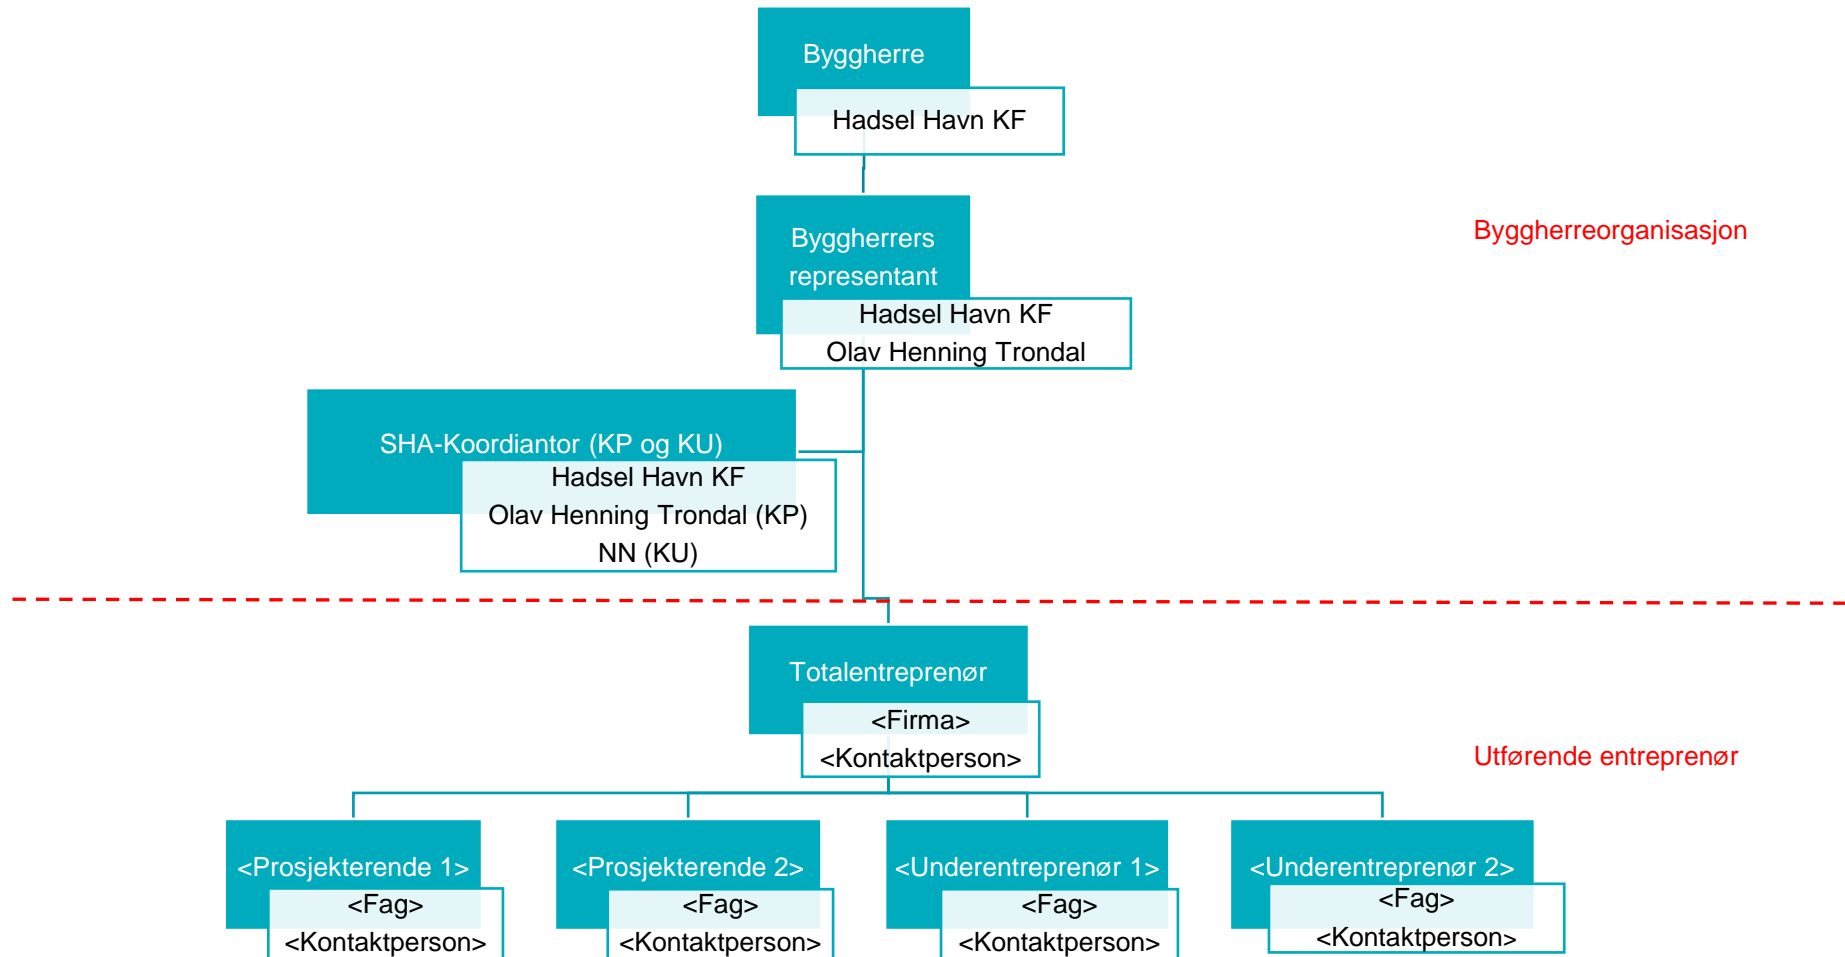 Byggherre
Hadsel Havn KF
Byggherrers
representant
Hadsel Havn KF
Olav Henning Trondal
Byggherreorganisasjon
SHA-Koordiantor (KP og KU)
Hadsel Havn KF
Olav Henning Trondal (KP)
NN (KU)
Totalentreprenør
<Firma>
<Kontaktperson>
Utførende entreprenør
<Prosjekterende 1>
<Fag>
<Kontaktperson>
<Prosjekterende 2>
<Fag>
<Kontaktperson>
<Underentreprenør 1>
<Fag>
<Kontaktperson>
<Underentreprenør 2>
<Fag>
<Kontaktperson>